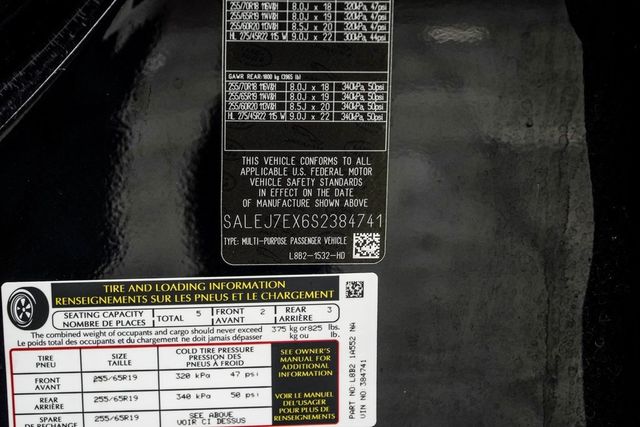 255/70R18 116V&H 8.0J x 18 320kPa, 47psi
255/65R19 114V&H 8.0J x 19 320kPa, 47psi
255/60R20 113V&H 8.5J x 20 320kPa, 47psi
HL 275/45R22 115 W 9.0J x 22 300kPa, 44psi
GAWR REAR:1800 kg (3965 lb)
255/70R18 116V&H 8.0J x 18 340kPa, 50psi
255/65R19 114V&H 8.0J x 19 340kPa, 50psi
255/60R20 113V&H 8.5J x 20 340kPa, 50psi
HL 275/45R22 115 W 9.0J x 22 340kPa, 50psi
THIS VEHICLE CONFORMS TO ALL
APPLICABLE U.S. FEDERAL MOTOR
VEHICLE SAFETY STANDARDS
IN EFFECT ON THE DATE
OF MANUFACTURE SHOWN ABOVE
SALEJ7EX6S2384741
TYPE: MULTI-PURPOSE PASSENGER VEHICLE
L8B2-1532-HD
TIRE AND LOADING INFORMATION
RENSEIGNEMENTS SUR LES PNEUS ET LE CHARGEMENT
SEATING CAPACITY
NOMBRE DE PLACES
TOTAL 5
FRONT 2
AVANT
REAR 3
ARRIÈRE
The combined weight of occupants and cargo should never exceed 375 kg or 825 lbs.
Le poids total des occupants et du chargement ne doit jamais dépasser kg ou lb.
TIRE
PNEU
SIZE
TAILLE
COLD TIRE PRESSURE
PRESSION DES
PNEUS À FROID
FRONT
AVANT
255/65R19
320 kPa 47 psi
REAR
ARRIÈRE
255/65R19
340 kPa 50 psi
SPARE
DE RECHANGE
255/65R19
SEE ABOVE
VOIR CI DESSUS
SEE OWNER'S
MANUAL FOR
ADDITIONAL
INFORMATION
VOIR LE MANUEL
DE L'USAGER
POUR PLUS DE
RENSEIGNEMENTS
PART NO L8B2 1A552 NA
VIN NO 384741